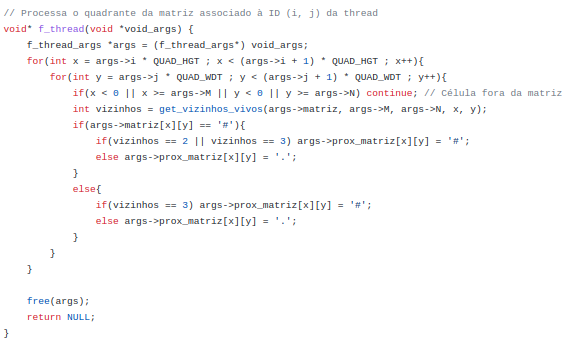 // Processa o quadrante da matriz associado à ID (i, j) da thread
void* f_thread(void *void_args) {
    f_thread_args *args = (f_thread_args*) void_args;
    for(int x = args->i * QUAD_HGT ; x < (args->i + 1) * QUAD_HGT ; x++){
        for(int y = args->j * QUAD_WDT ; y < (args->j + 1) * QUAD_WDT ; y++){
            if(x < 0 || x >= args->M || y < 0 || y >= args->N) continue; // Célula fora da matriz
            int vizinhos = get_vizinhos_vivos(args->matriz, args->M, args->N, x, y);
            if(args->matriz[x][y] == '#'){
                if(vizinhos == 2 || vizinhos == 3) args->prox_matriz[x][y] = '#';
                else args->prox_matriz[x][y] = '.';
            }
            else{
                if(vizinhos == 3) args->prox_matriz[x][y] = '#';
                else args->prox_matriz[x][y] = '.';
            }
        }
    }

    free(args);
    return NULL;
}